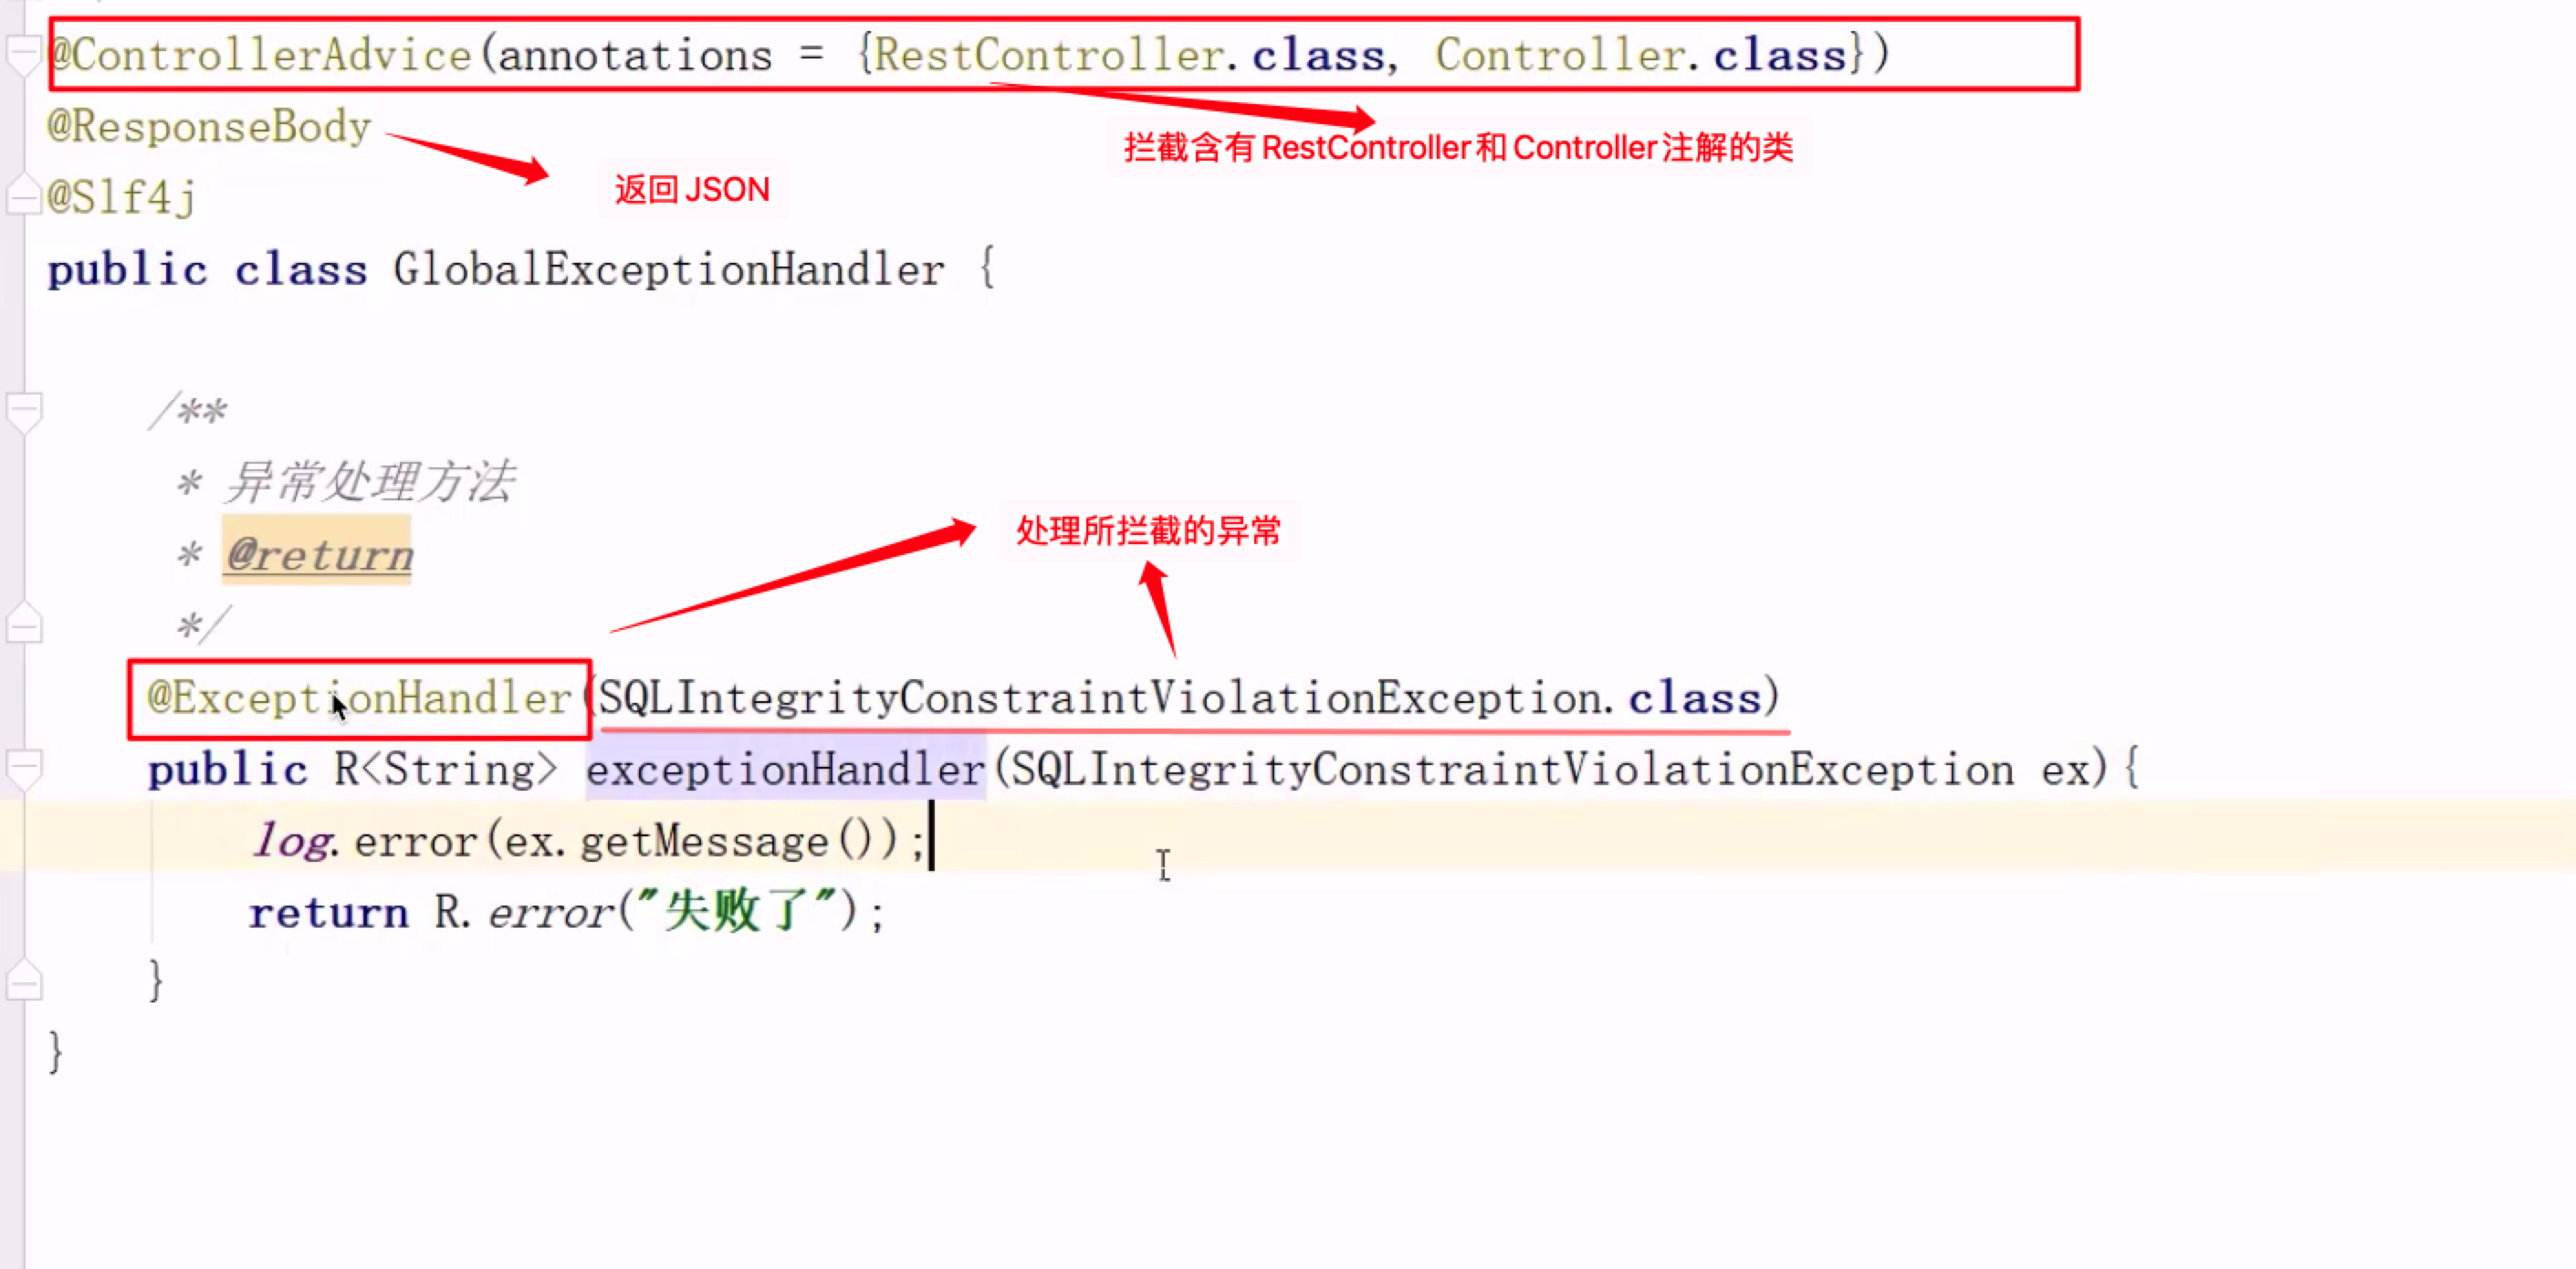 @ControllerAdvice(annotations = {RestController.class, Controller.class})
@ResponseBody
拦截含有RestController和Controller注解的类
返回JSON
@Slf4j
public class GlobalExceptionHandler {
/**
* 异常处理方法
处理所拦截的异常
* @return
*/
@ExceptionHandler(SQLIntegrityConstraintViolationException.class)
public R<String> exceptionHandler(SQLIntegrityConstraintViolationException ex){
log.error(ex.getMessage());
return R.error("失败了");
}
}